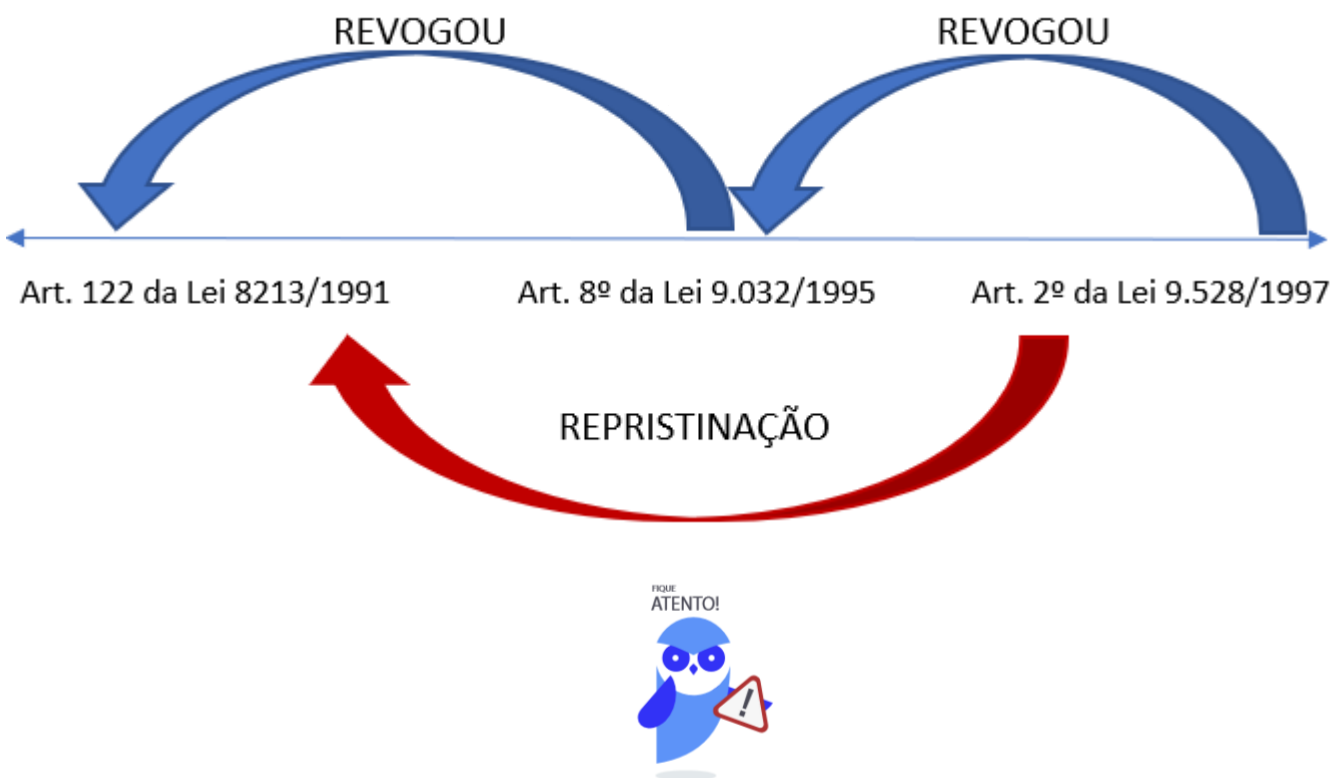 REVOGOU
REVOGOU
Art. 122 da Lei 8213/1991
Art. 8º da Lei 9.032/1995
Art. 2º da Lei 9.528/1997
REPRISTINAÇÃO
FIQUE
ATENTO!
!